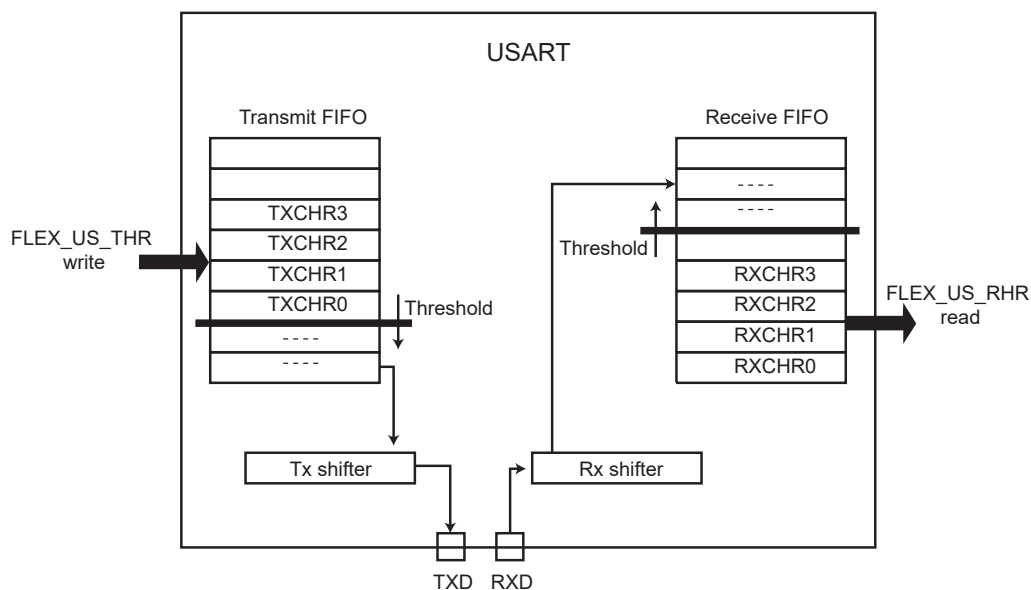 USART
Transmit FIFO
Receive FIFO
- - - -
TXCHR3
- - - -
FLEX_US_THR
write
TXCHR2
Threshold
TXCHR1
RXCHR3
TXCHR0
Threshold
RXCHR2
FLEX_US_RHR
read
- - - -
RXCHR1
- - - -
RXCHR0
Tx shifter
Rx shifter
TXD
RXD